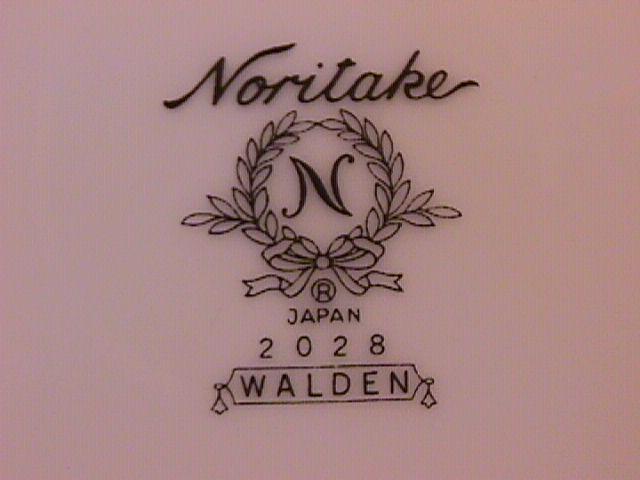 Noritake
N
®
JAPAN
2028
WALDEN